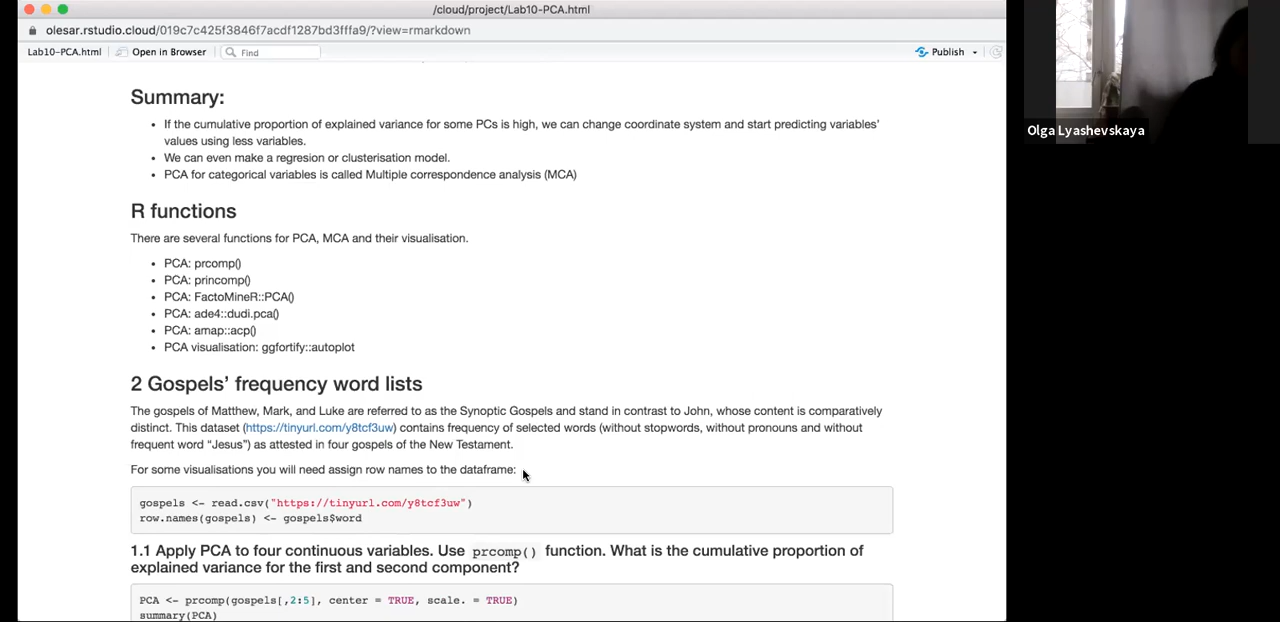 /cloud/project/Lab10-PCA.html
olesar.rstudio.cloud/019c7c425f3846f7acdf1287bd3fffa9/?view=rmarkdown
Lab10-PCA.html Open in Browser Find Publish
Summary:
• If the cumulative proportion of explained variance for some PCs is high, we can change coordinate system and start predicting variables'
values using less variables.
• We can even make a regresion or clusterisation model.
• PCA for categorical variables is called Multiple correspondence analysis (MCA)
R functions
There are several functions for PCA, MCA and their visualisation.
• PCA: prcomp()
• PCA: princomp()
• PCA: FactoMineR::PCA()
• PCA: ade4::dudi.pca()
• PCA: amap::acp()
• PCA visualisation: ggfortify::autoplot
2 Gospels' frequency word lists
The gospels of Matthew, Mark, and Luke are referred to as the Synoptic Gospels and stand in contrast to John, whose content is comparatively
distinct. This dataset (https://tinyurl.com/y8tcf3uw) contains frequency of selected words (without stopwords, without pronouns and without
frequent word “Jesus”) as attested in four gospels of the New Testament.
For some visualisations you will need assign row names to the dataframe:
gospels <- read.csv("https://tinyurl.com/y8tcf3uw")
row.names(gospels) <- gospels$word
1.1 Apply PCA to four continuous variables. Use prcomp() function. What is the cumulative proportion of
explained variance for the first and second component?
PCA <- prcomp(gospels[,2:5], center = TRUE, scale. = TRUE)
summary(PCA)
Olga Lyashevskaya